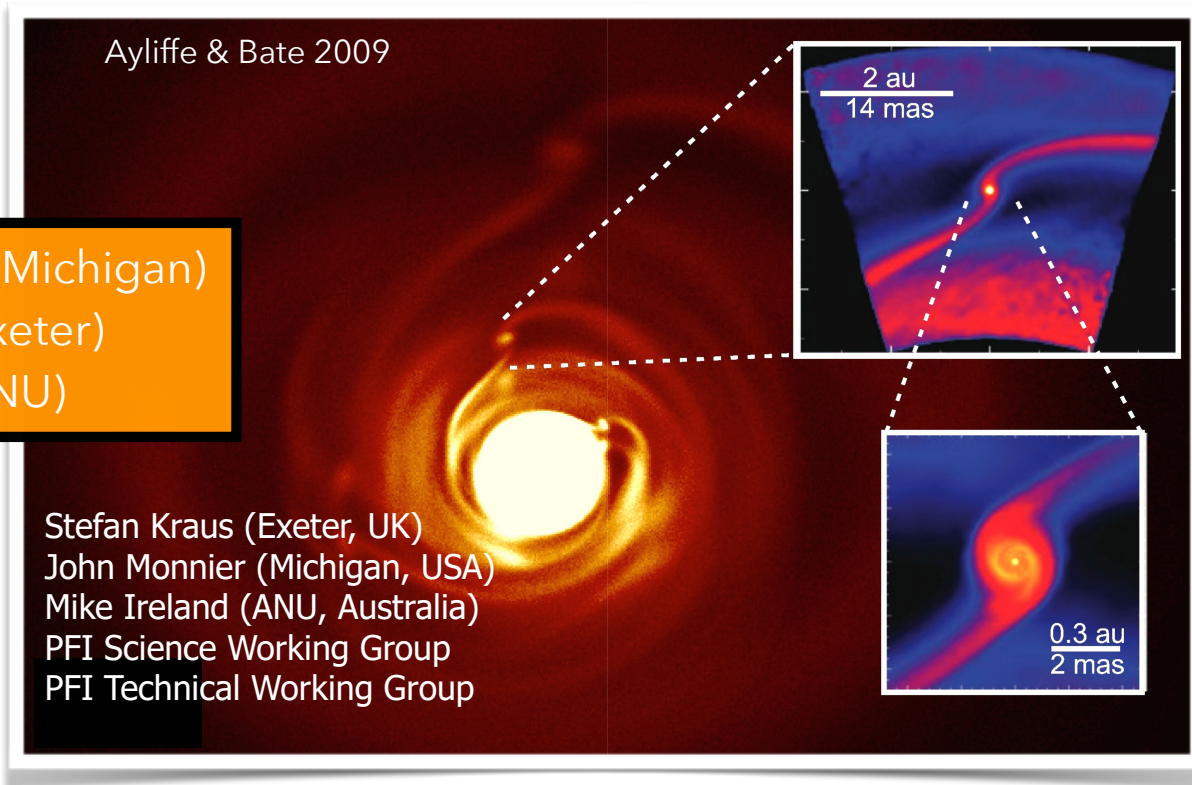 Ayliffe & Bate 2009
2 au
14 mas
Michigan)
xeter)
NU)
Stefan Kraus (Exeter, UK)
John Monnier (Michigan, USA)
Mike Ireland (ANU, Australia)
PFI Science Working Group
PFI Technical Working Group
0.3 au
2 mas